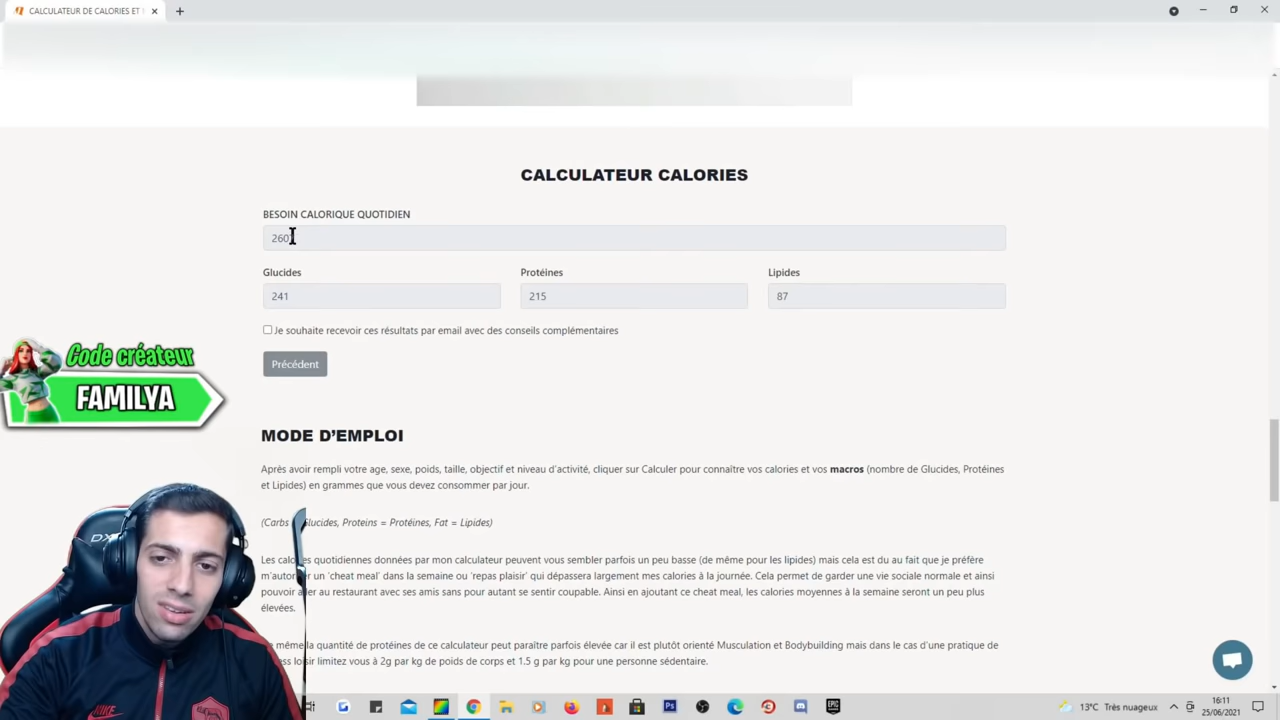 CALCULATEUR DE CALORIES ET
CALCULATEUR CALORIES
BESOIN CALORIQUE QUOTIDIEN
Glucides
Protéines
Lipides
241
215
87
Je souhaite recevoir ces résultats par email avec des conseils complémentaires
Précédent
Code créateur
FAMILYA
MODE D'EMPLOI
Après avoir rempli votre age, sexe, poids, taille, objectif et niveau d'activité, cliquer sur Calculer pour connaître vos calories et vos macros (nombre de Glucides, Protéines
et Lipides) en grammes que vous devez consommer par jour.
(Carbs Glucides, Proteins = Protéines, Fat = Lipides)
Les calories quotidiennes données par mon calculateur peuvent vous sembler parfois un peu basse (de même pour les lipides) mais cela est du au fait que je préfère
m'autoriser un 'cheat meal' dans la semaine ou 'repas plaisir' qui dépassera largement mes calories à la journée. Cela permet de garder une vie sociale normale et ainsi
pouvoir aller au restaurant avec ses amis sans pour autant se sentir coupable. Ainsi en ajoutant ce cheat meal, les calories moyennes à la semaine seront un peu plus
élevées.
même la quantité de protéines de ce calculateur peut paraître parfois élevée car il est plutôt orienté Musculation et Bodybuilding mais dans le cas d'une pratique de
loisir limitez vous à 2g par kg de poids de corps et 1.5 g par kg pour une personne sédentaire.
DX
13°C Très nuageux
16:11
25/06/2021